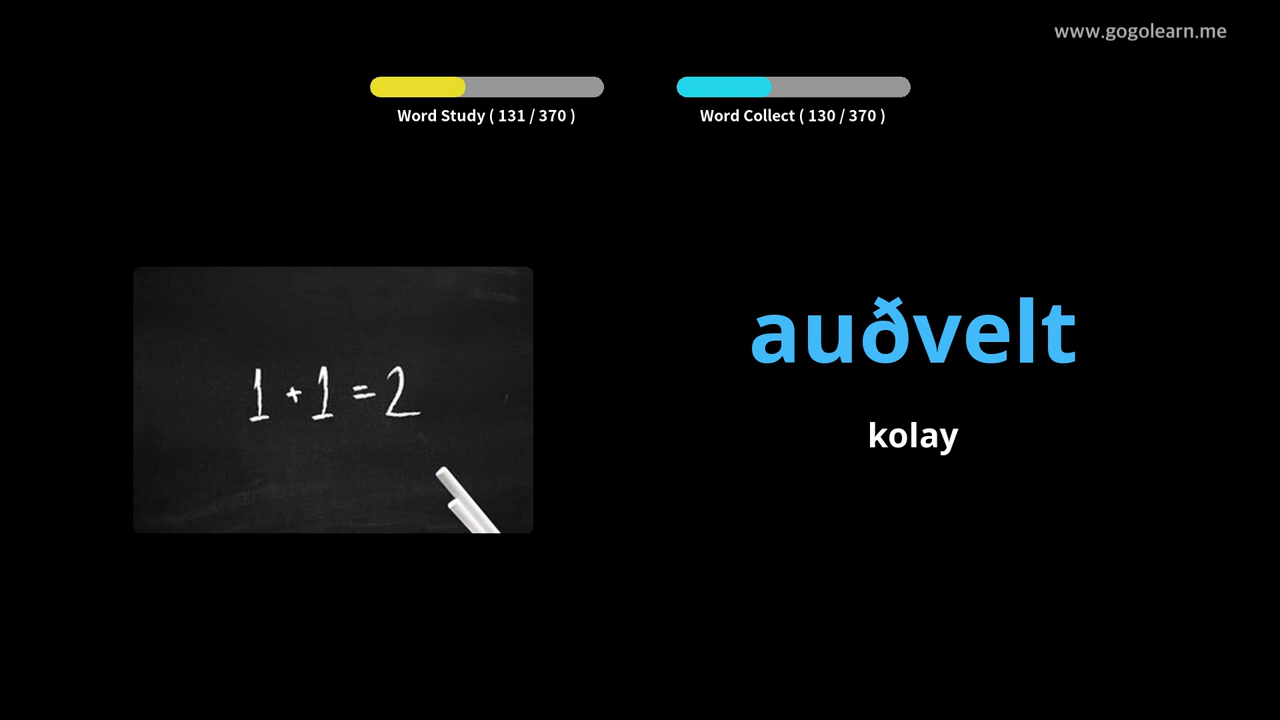 www.gogolearn.me
Word Study ( 131 / 370 )
Word Collect ( 130 / 370 )
1 + 1 = 2
auðvelt
kolay